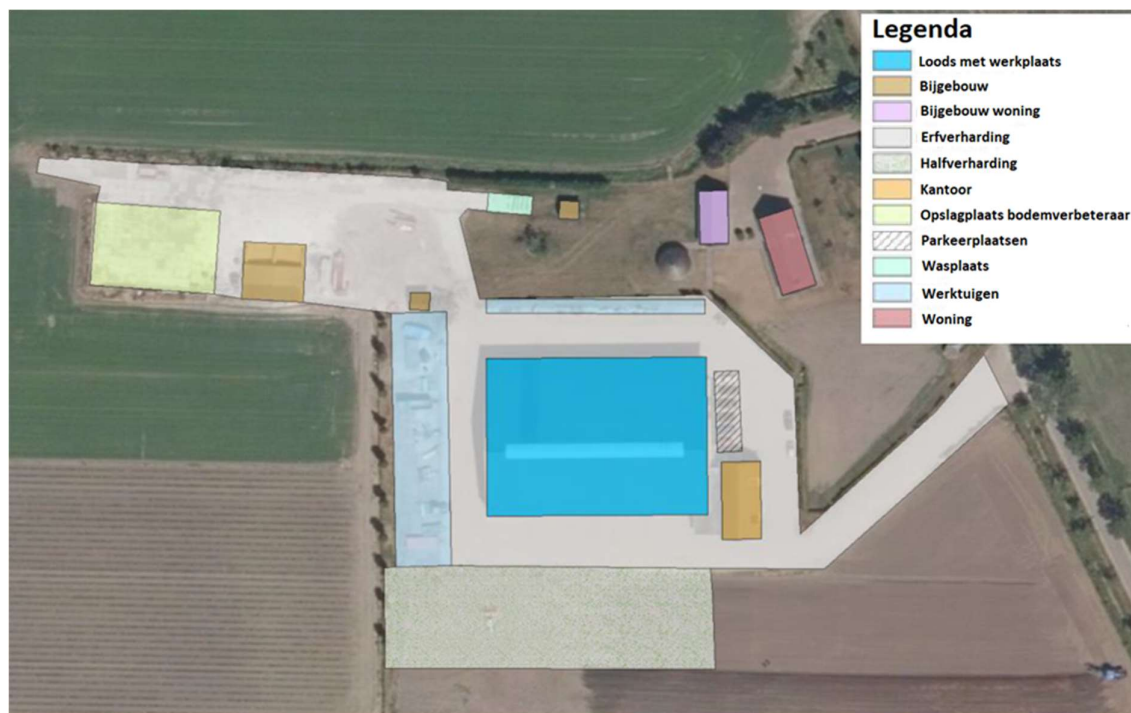 Legenda
Loods met werkplaats
Bijgebouw
Bijgebouw woning
Erfverharding
Halfverharding
Kantoor
Opslagplaats bodemverbeteraar
Parkeerplaatsen
Wasplaats
Werktuigen
Woning